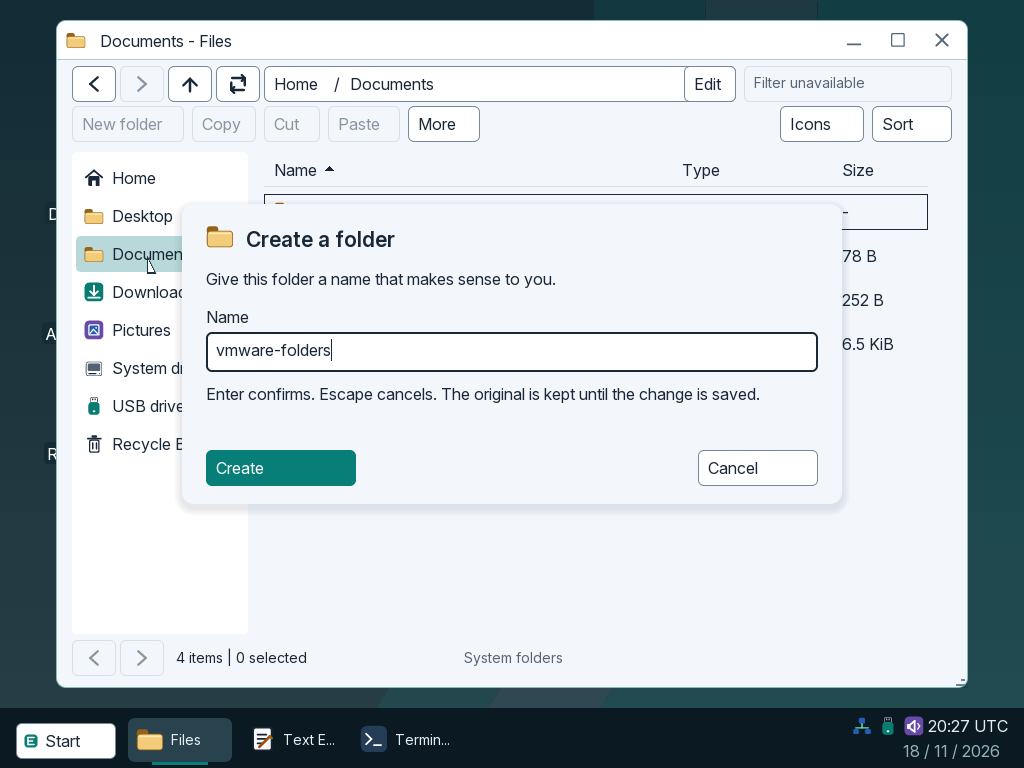 Documents - Files
Home / Documents
Edit
Filter unavailable
New folder
Copy
Cut
Paste
More
Icons
Sort
Name
Type
Size
Home
Desktop
Pictures
USB drive
-
78 B
252 B
6.5 KiB
System
Recycle
Create a folder
Give this folder a name that makes sense to you.
Name
vmware-folders
Enter confirms. Escape cancels. The original is kept until the change is saved.
Create
Cancel
4 items | 0 selected
System folders
Start
Files
Text E...
Termin...
20:27 UTC
18 / 11 / 2026